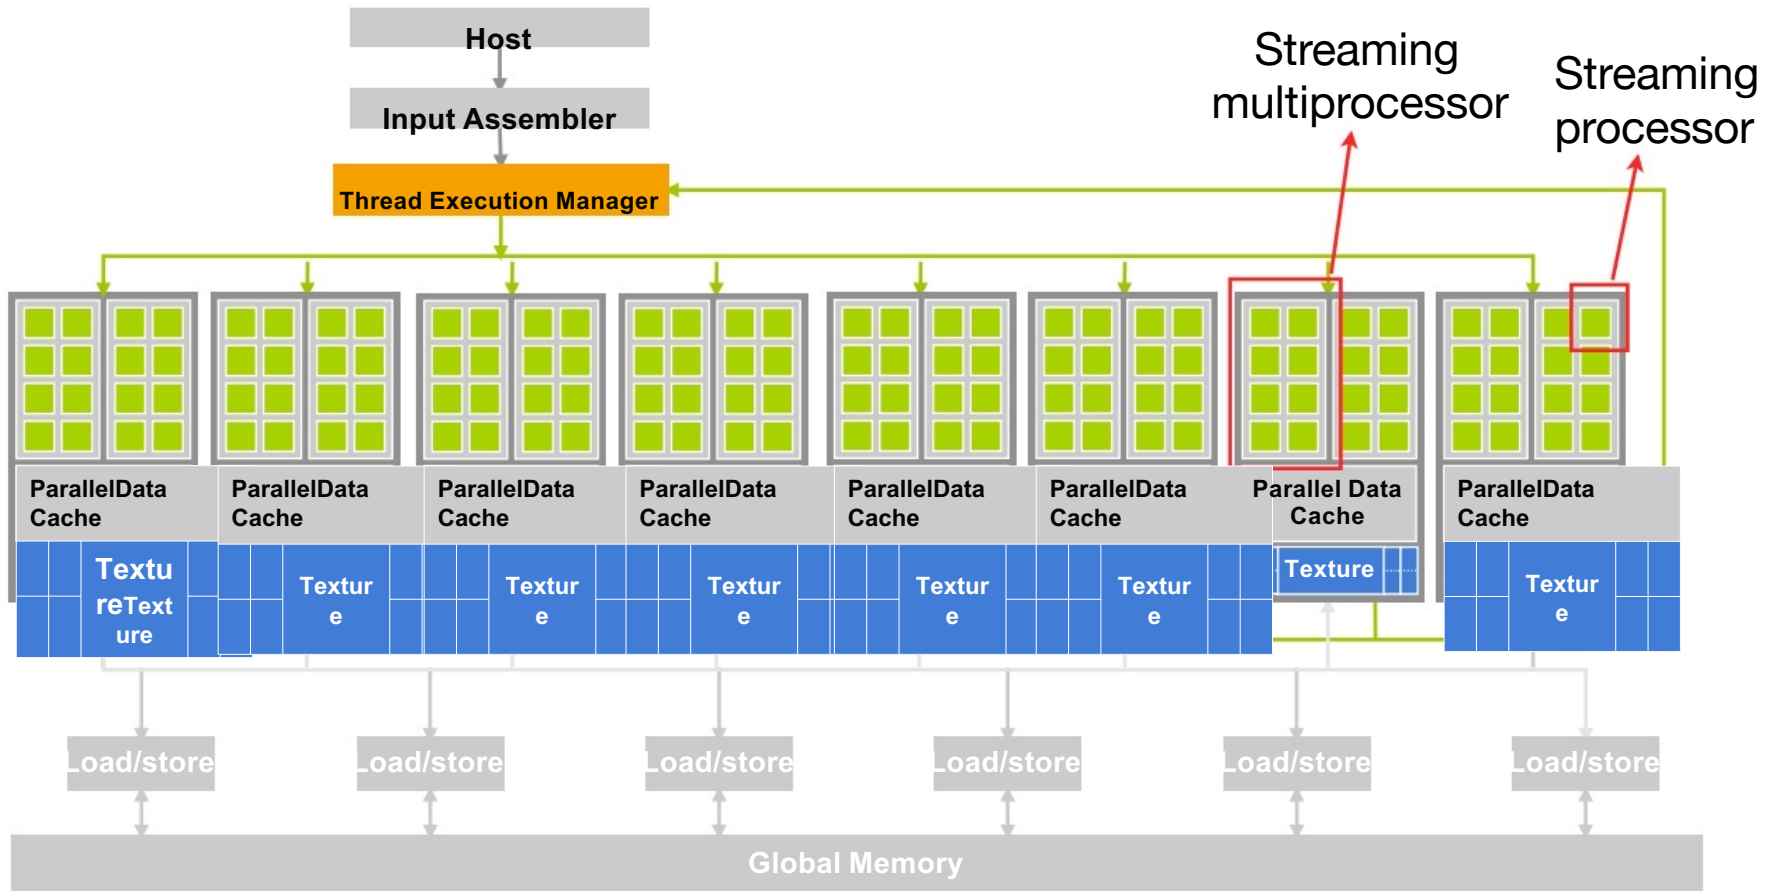 Host
Streaming
multiprocessor
Streaming
processor
Input Assembler
Thread Execution Manager
ParallelData
Cache
ParallelData
Cache
ParallelData
Cache
ParallelData
Cache
ParallelData
Cache
ParallelData
Cache
Parallel Data
Cache
ParallelData
Cache
Textu
reText
ure
Textur
e
Textur
e
Textur
e
Textur
e
Textur
e
Texture
Textur
e
Load/store
Load/store
Load/store
Load/store
Load/store
Load/store
Global Memory